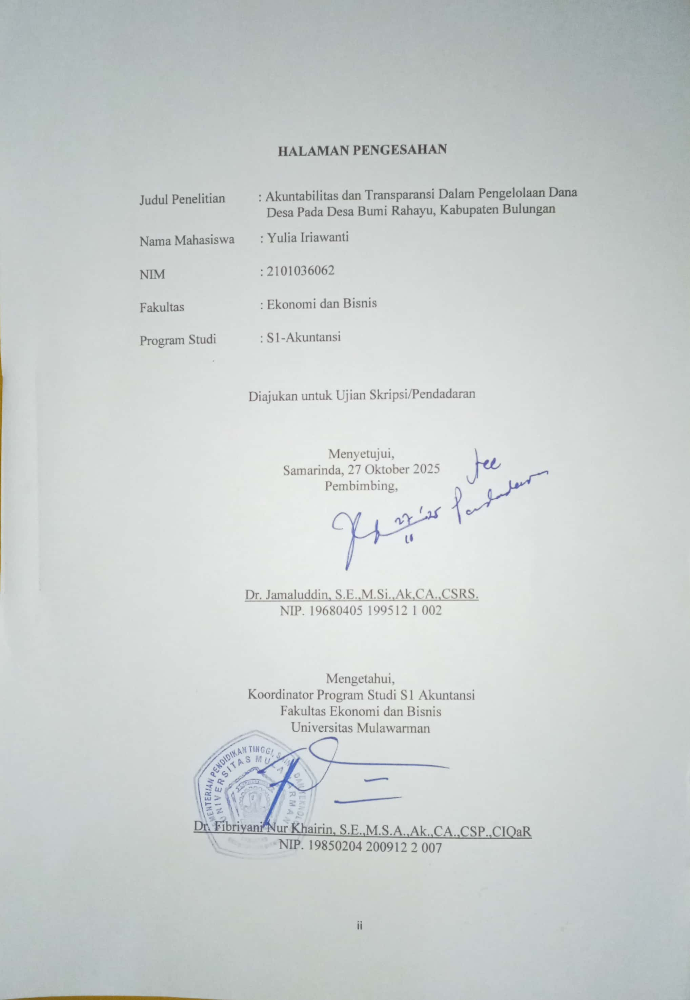 HALAMAN PENGESAHAN
Judul Penelitian : Akuntabilitas dan Transparansi Dalam Pengelolaan Dana
Desa Pada Desa Bumi Rahayu, Kabupaten Bulungan
Nama Mahasiswa : Yulia Iriawanti
NIM : 2101036062
Fakultas : Ekonomi dan Bisnis
Program Studi : S1-Akuntansi
Diajukan untuk Ujian Skripsi/Pendadaran
Menyetujui,
Samarinda, 27 Oktober 2025
Pembimbing,
Acc
Pendadaran
27/11 '25
Dr. Jamaluddin, S.E.,M.Si.,Ak,CA.,CSRS.
NIP. 19680405 199512 1 002
Mengetahui,
Koordinator Program Studi S1 Akuntansi
Fakultas Ekonomi dan Bisnis
Universitas Mulawarman
KEMENTERIAN PENDIDIKAN TINGGI, SAINS DAN TEKNOLOGI
UNIVERSITAS MULAWARMAN
Dr. Fibriyani Nur Khairin, S.E.,M.S.A.,Ak.,CA.,CSP.,CIQaR
NIP. 19850204 200912 2 007
ii